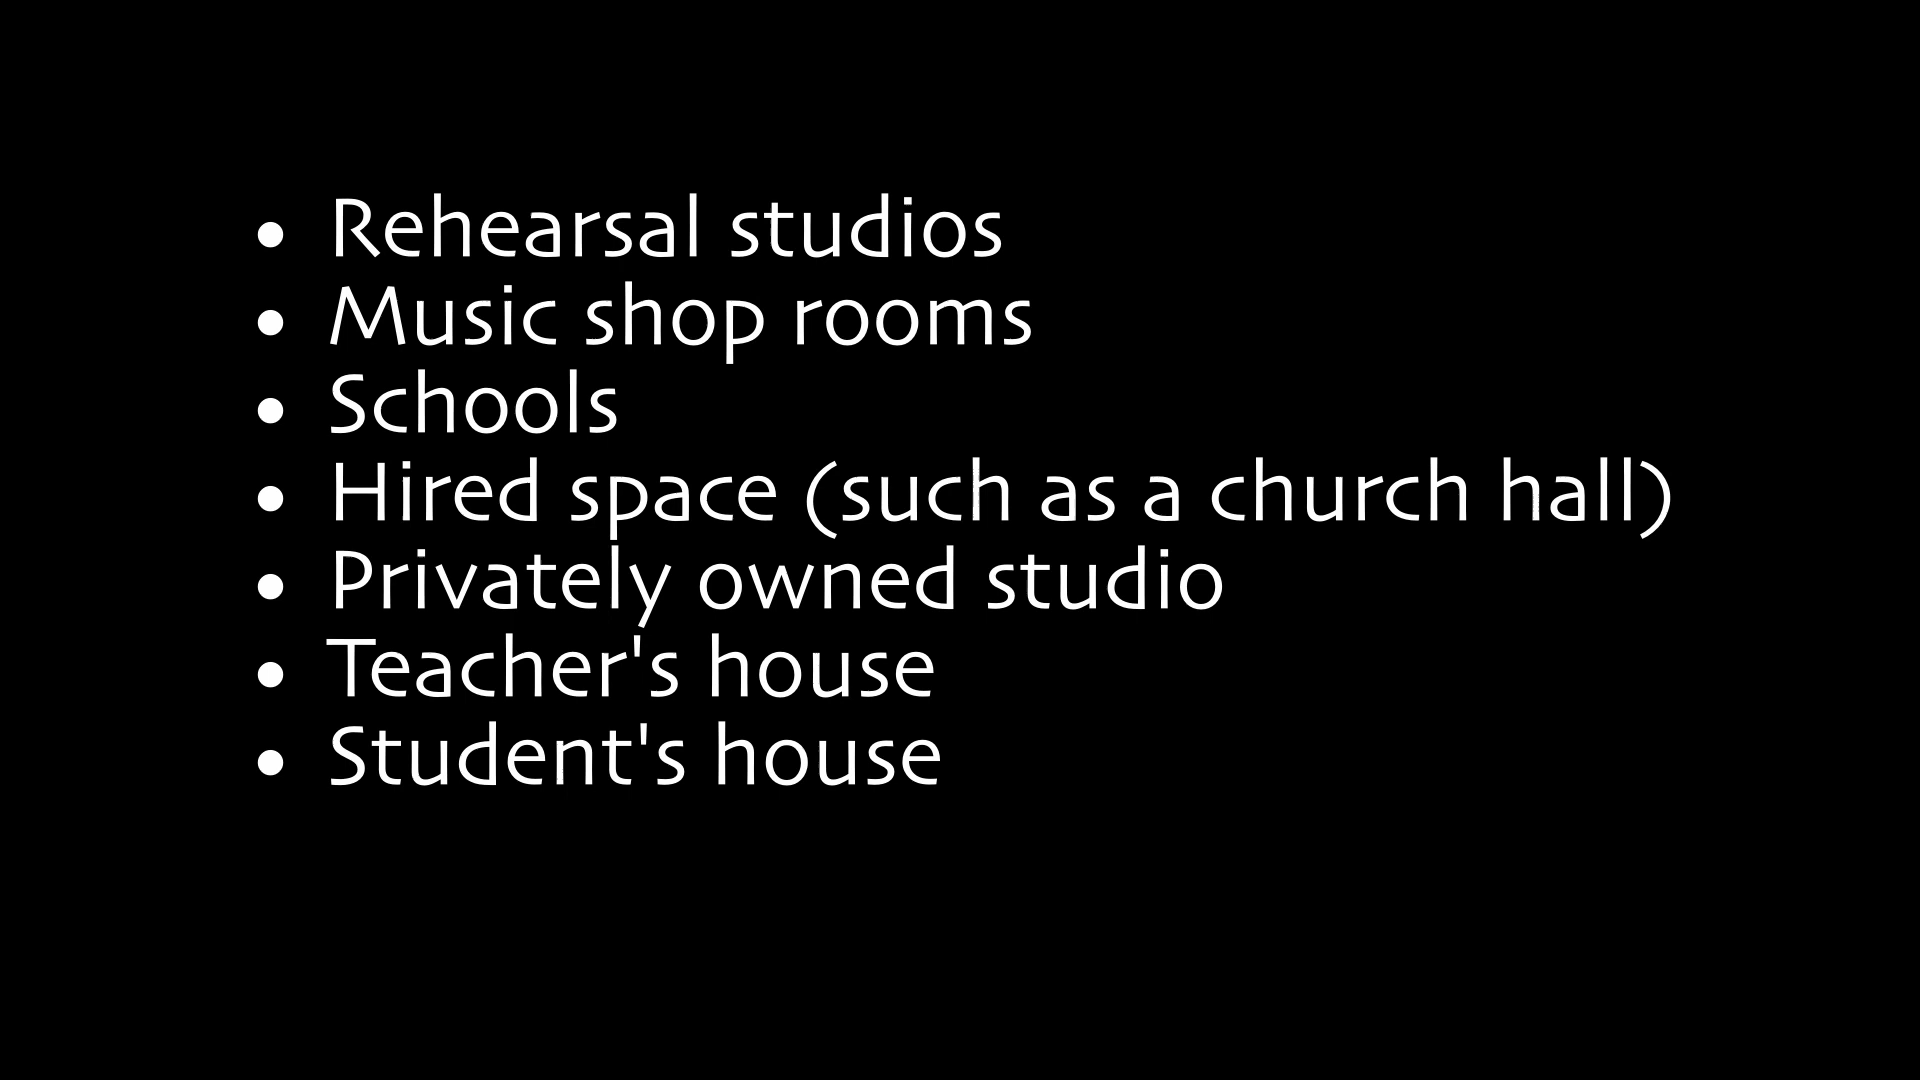 • Rehearsal studios
• Music shop rooms
• Schools
• Hired space (such as a church hall)
• Privately owned studio
• Teacher's house
• Student's house